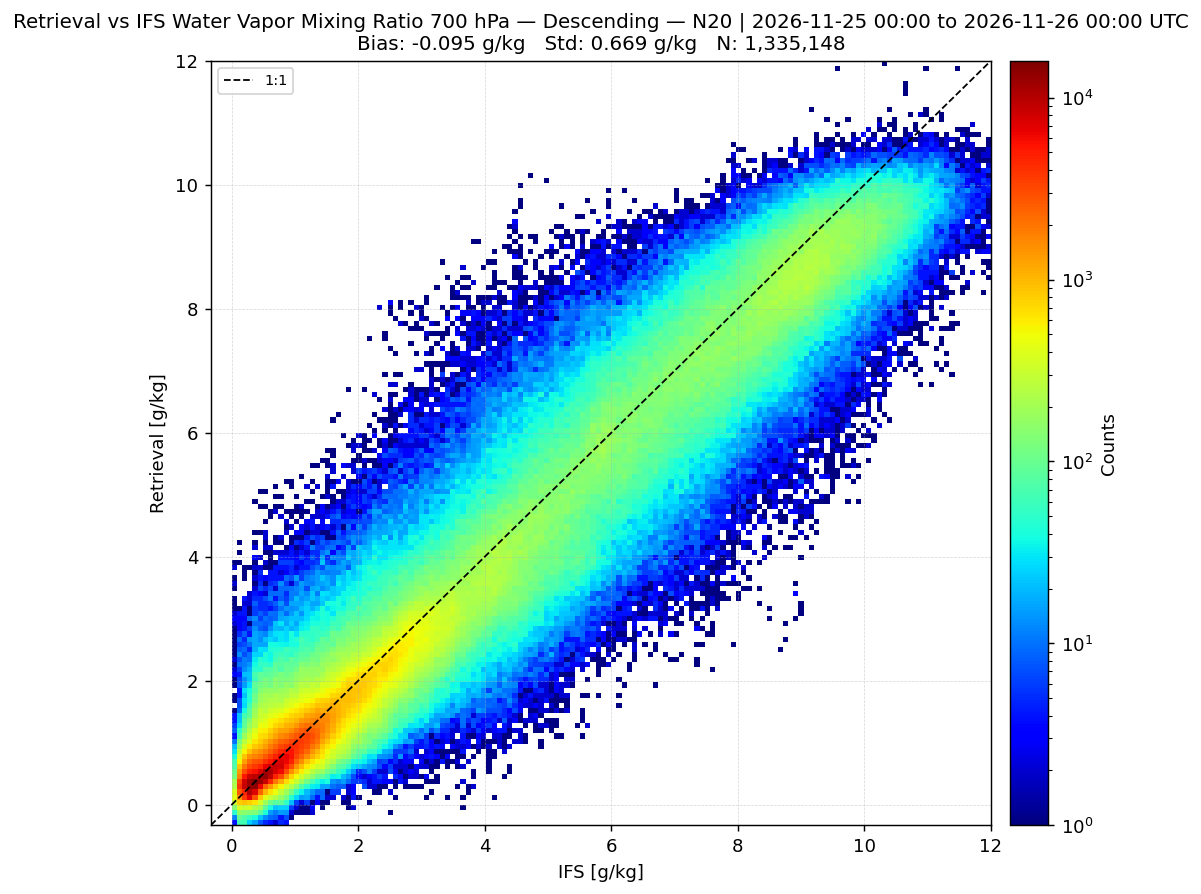 Retrieval vs IFS Water Vapor Mixing Ratio 700 hPa — Descending — N20 | 2026-11-25 00:00 to 2026-11-26 00:00 UTC
Bias: -0.095 g/kg   Std: 0.669 g/kg   N: 1,335,148
1:1
12
10
8
6
4
2
0
Retrieval [g/kg]
0 2 4 6 8 10 12
IFS [g/kg]
10^4
10^3
10^2
10^1
10^0
Counts